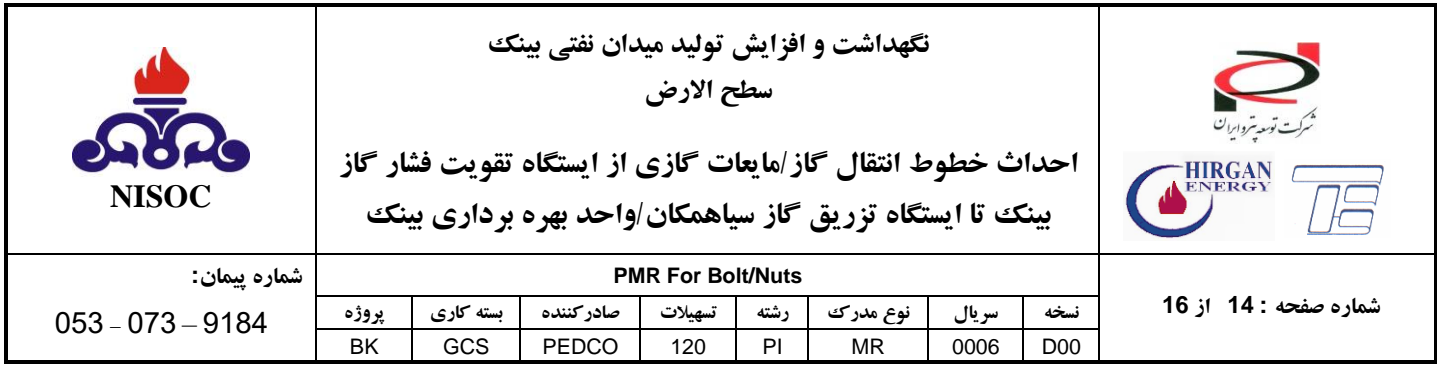 نگهداشت و افزایش تولید میدان نفتی بینک
سطح الارض
احداث خطوط انتقال گاز/مایعات گازی از ایستگاه تقویت فشار گاز
بینک تا ایستگاه تزریق گاز سیاهمکان/واحد بهره برداری بینک
NISOC
شرکت توسعه پترو ایران
HIRGAN
ENERGY
شماره پیمان:
053 – 073 – 9184
PMR For Bolt/Nuts
پروژه بسته کاری صادرکننده تسهیلات رشته نوع مدرک سریال نسخه
BK GCS PEDCO 120 PI MR 0006 D00
شماره صفحه : 14 از 16